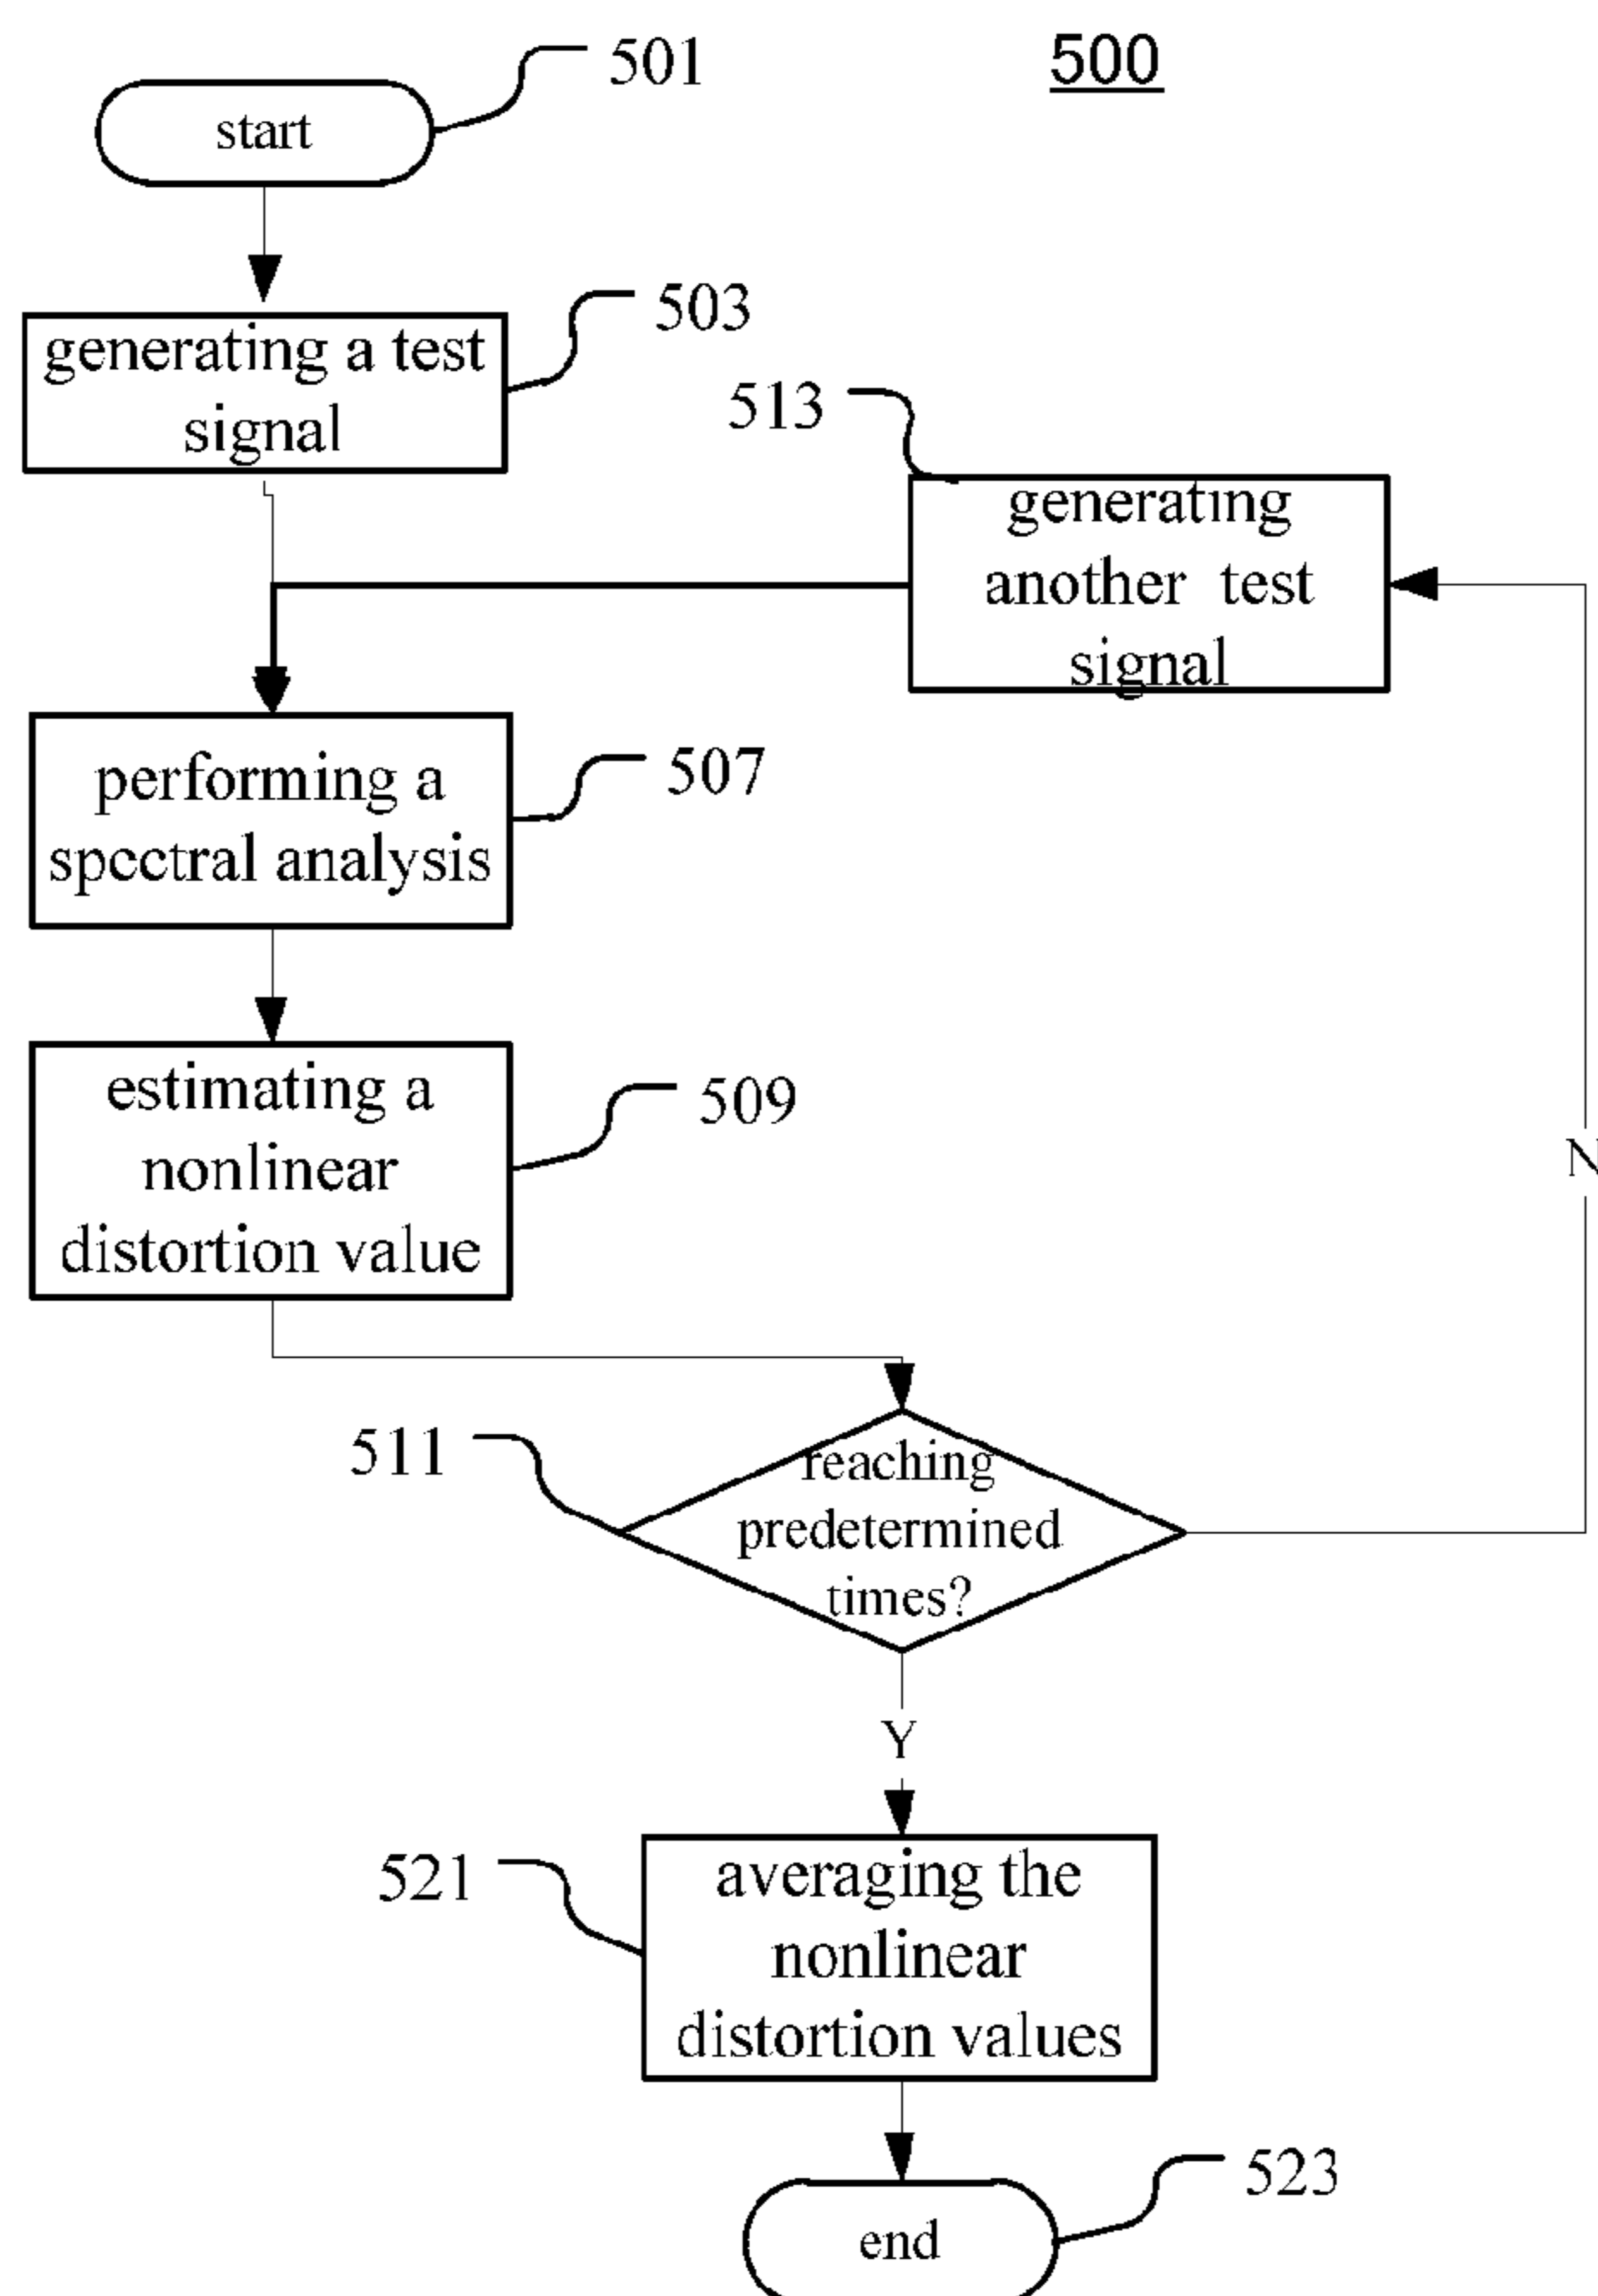 500
501
start
503
generating a test
signal
513
generating
another test
signal
507
performing a
spectral analysis
509
estimating a
nonlinear
distortion value
511
reaching
predetermined
times?
N
Y
521
averaging the
nonlinear
distortion values
523
end